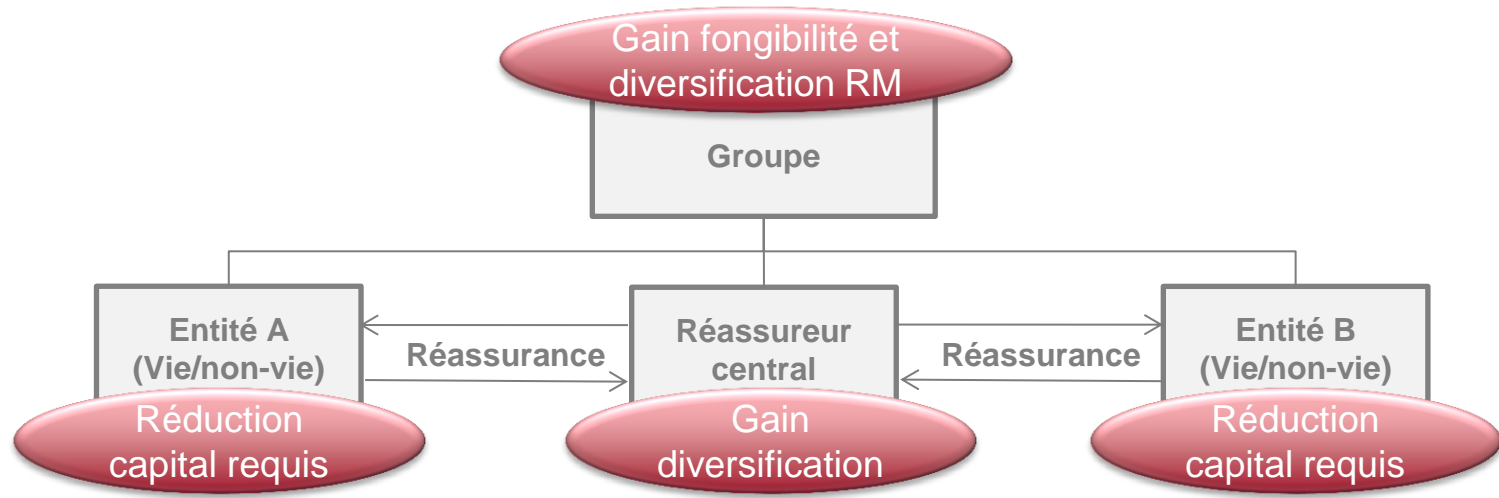 Gain fongibilité et
diversification RM
Groupe
Entité A
(Vie/non-vie)
Réassurance
Réassureur
central
Réassurance
Entité B
(Vie/non-vie)
Réduction
capital requis
Gain
diversification
Réduction
capital requis